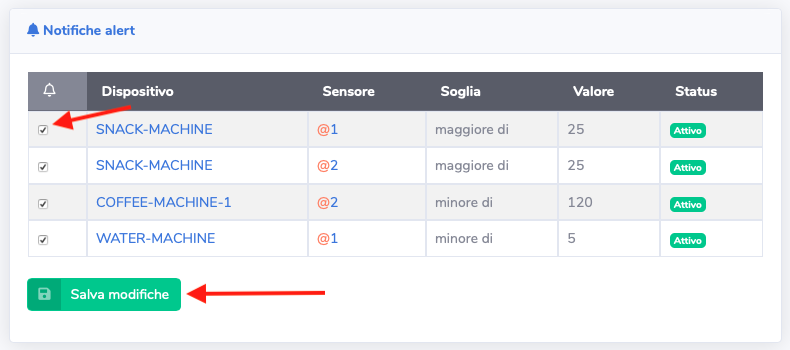 Notifiche alert
Dispositivo Sensore Soglia Valore Status
SNACK-MACHINE @1 maggiore di 25 Attivo
SNACK-MACHINE @2 maggiore di 25 Attivo
COFFEE-MACHINE-1 @2 minore di 120 Attivo
WATER-MACHINE @1 minore di 5 Attivo
Salva modifiche